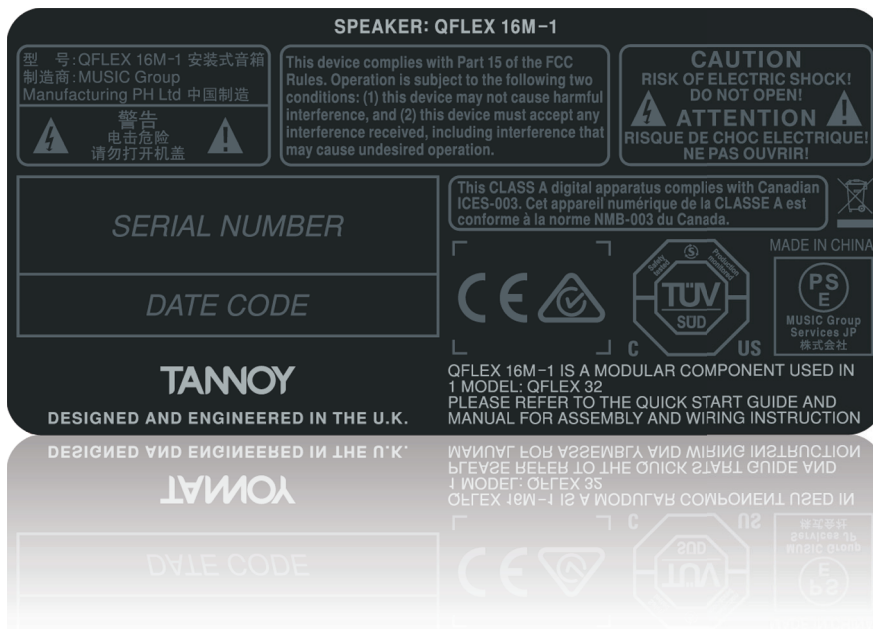 SPEAKER: QFLEX 16M-1
型　号:QFLEX 16M-1 安装式音箱
制造商:MUSIC Group
Manufacturing PH Ltd 中国制造
警告
电击危险
请勿打开机盖
This device complies with Part 15 of the FCC
Rules. Operation is subject to the following two
conditions: (1) this device may not cause harmful
interference, and (2) this device must accept any
interference received, including interference that
may cause undesired operation.
CAUTION
RISK OF ELECTRIC SHOCK!
DO NOT OPEN!
ATTENTION
RISQUE DE CHOC ELECTRIQUE!
NE PAS OUVRIR!
SERIAL NUMBER
DATE CODE
This CLASS A digital apparatus complies with Canadian
ICES-003. Cet appareil numérique de la CLASSE A est
conforme à la norme NMB-003 du Canada.
CE
Safety tested
S
Production monitored
TÜV
SÜD
C US
MADE IN CHINA
PS
E
MUSIC Group
Services JP
株式会社
TANNOY
DESIGNED AND ENGINEERED IN THE U.K.
QFLEX 16M-1 IS A MODULAR COMPONENT USED IN
1 MODEL: QFLEX 32
PLEASE REFER TO THE QUICK START GUIDE AND
MANUAL FOR ASSEMBLY AND WIRING INSTRUCTION